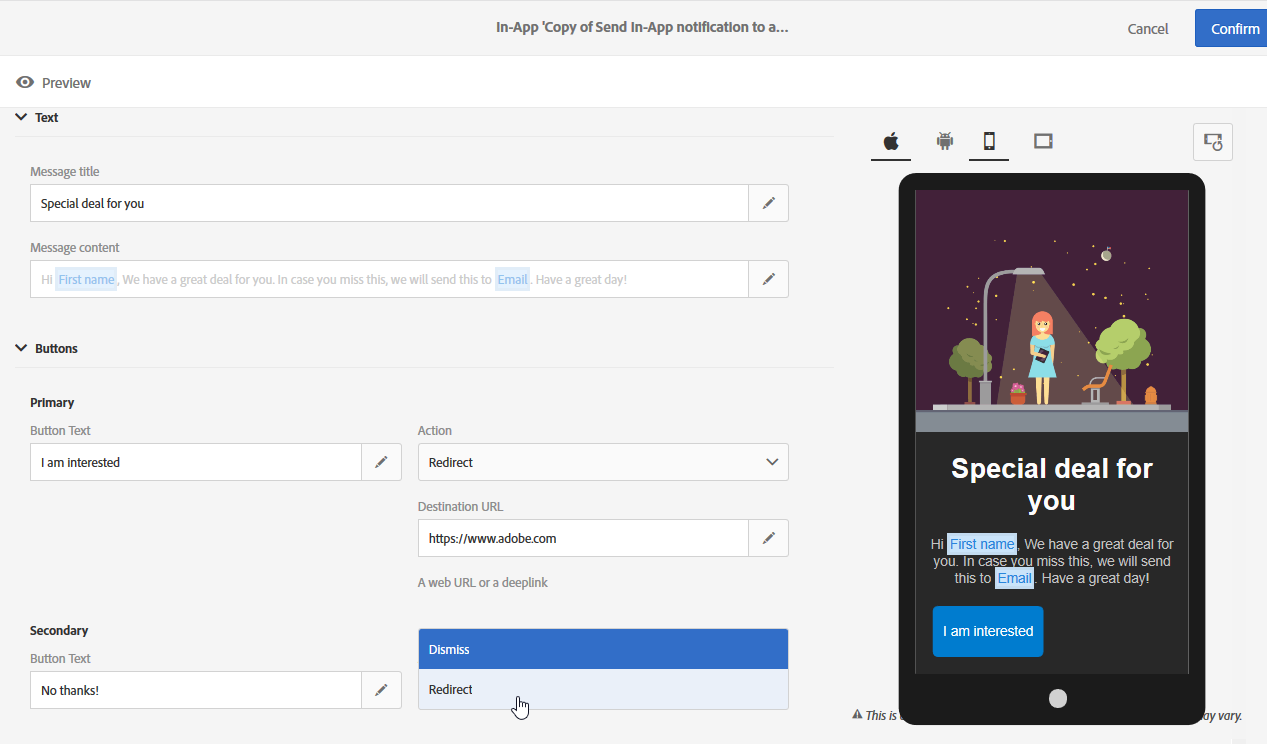 In-App 'Copy of Send In-App notification to a...
Cancel
Confirm
Preview
Text
Message title
Special deal for you
Message content
Hi First name, We have a great deal for you. In case you miss this, we will send this to Email. Have a great day!
Buttons
Primary
Button Text
I am interested
Action
Redirect
Destination URL
https://www.adobe.com
A web URL or a deeplink
Secondary
Button Text
No thanks!
Dismiss
Redirect
Special deal for
you
Hi First name, We have a great deal for
you. In case you miss this, we will send
this to Email. Have a great day!
I am interested
This is
vary.